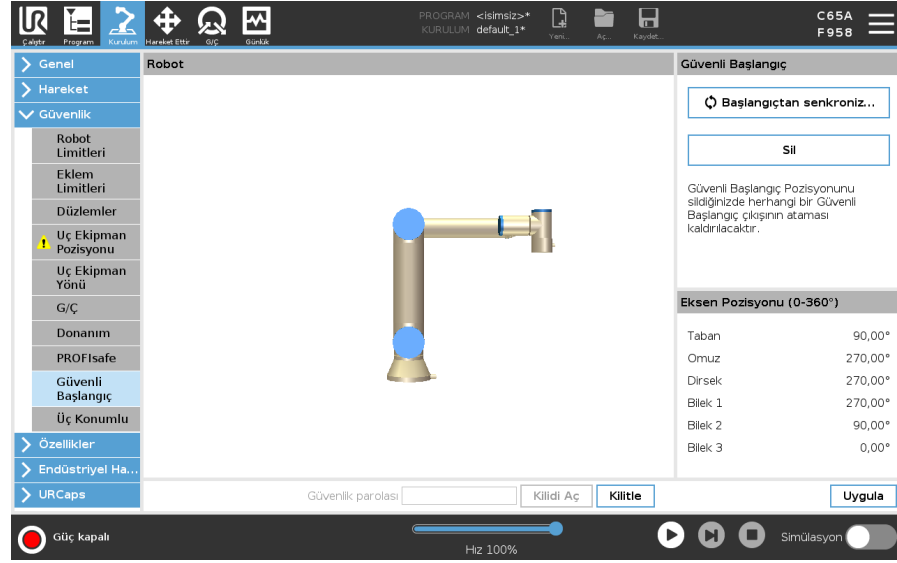 PROGRAM <isimsiz>*
KURULUM default_1*
C65A
F958
Çalıştır
Program
Kurulum
Hareket Ettir
G/Ç
Günlük
Yeni...
Aç...
Kaydet...
Genel
Hareket
Güvenlik
Robot
Limitleri
Eklem
Limitleri
Düzlemler
Uç Ekipman
Pozisyonu
Uç Ekipman
Yönü
G/Ç
Donanım
PROFIsafe
Güvenli
Başlangıç
Üç Konumlu
Özellikler
Endüstriyel Ha...
URCaps
Robot
Güvenli Başlangıç
Başlangıçtan senkroniz...
Sil
Güvenli Başlangıç Pozisyonunu
sildiğinizde herhangi bir Güvenli
Başlangıç çıkışının ataması
kaldırılacaktır.
Eksen Pozisyonu (0-360°)
Taban 90,00°
Omuz 270,00°
Dirsek 270,00°
Bilek 1 270,00°
Bilek 2 90,00°
Bilek 3 0,00°
Güvenlik parolası Kilidi Aç Kilitle Uygula
Güç kapalı
Hız 100%
Simülasyon